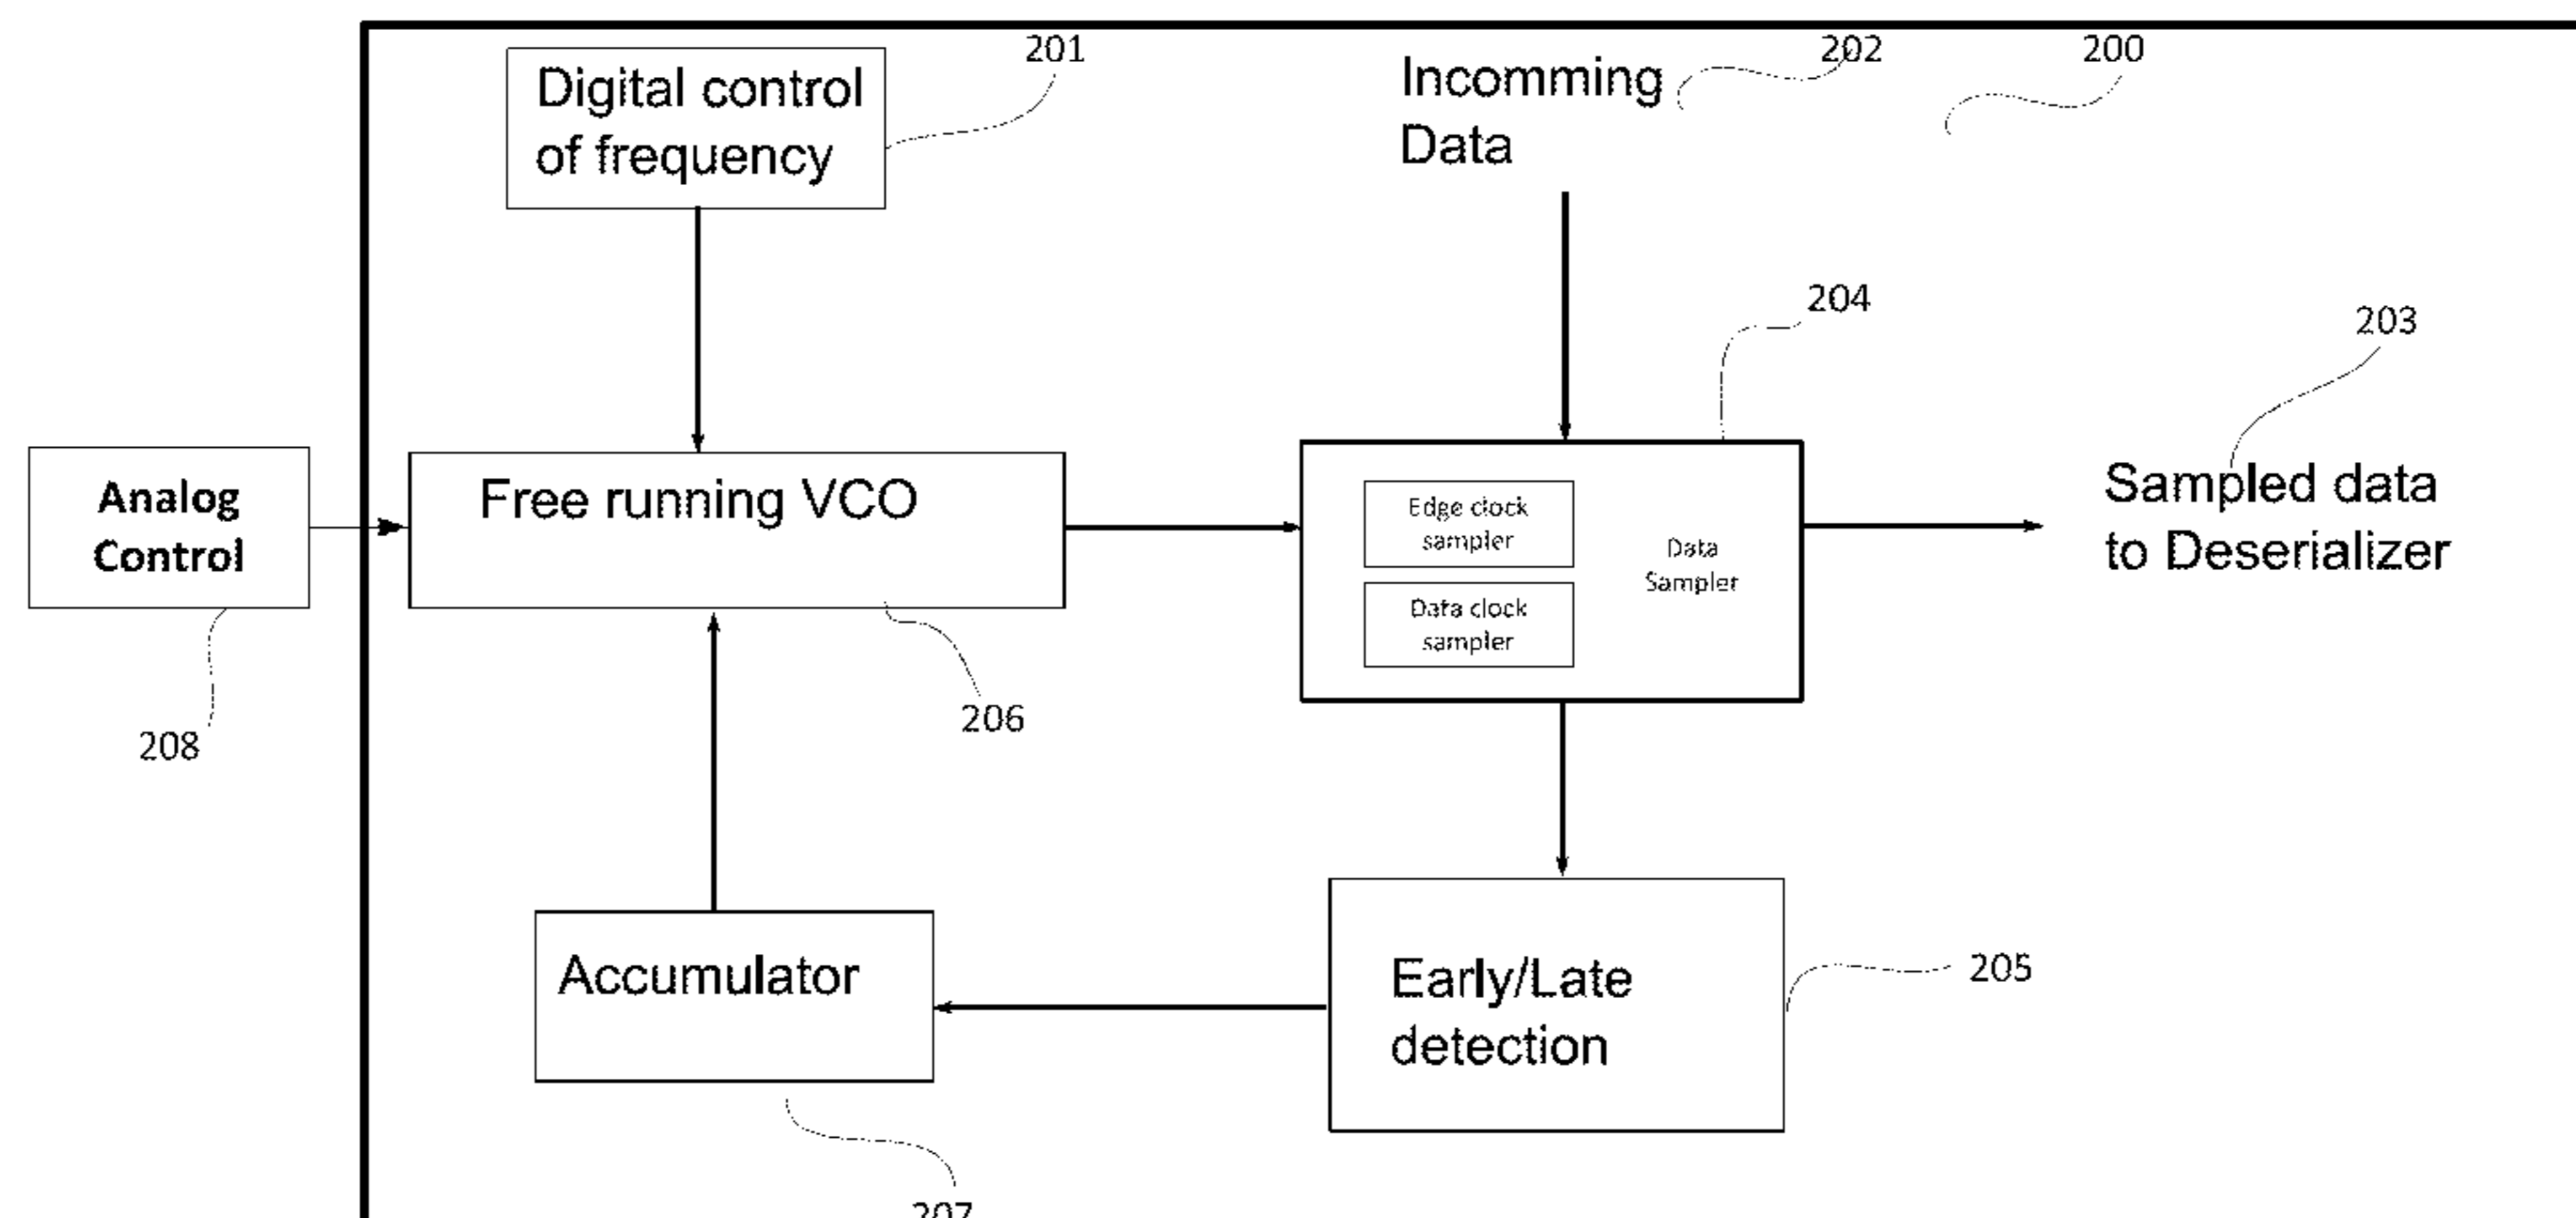 201
202
200
Digital control
of frequency
Incomming
Data
204
203
Analog
Control
Free running VCO
Edge clock
sampler
Data clock
sampler
Data
Sampler
Sampled data
to Deserializer
208
206
Accumulator
Early/Late
detection
205
207